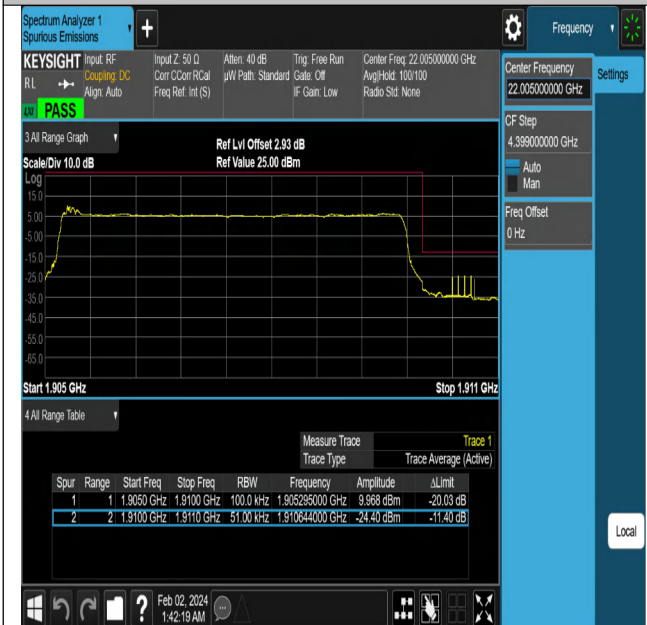 Spectrum Analyzer 1
Spurious Emissions
+
Frequency
KEYSIGHT
RL
Align: Auto
Input: RF
Coupling: DC
Input Z: 50 Ω
Corr CCorr RCal
Freq Ref: Int (S)
Atten: 40 dB
µW Path: Standard
Trig: Free Run
Gate: Off
IF Gain: Low
Center Freq: 22.005000000 GHz
Avg|Hold: 100/100
Radio Std: None
PASS
Center Frequency
22.005000000 GHz
Settings
CF Step
4.399000000 GHz
Auto
Man
Freq Offset
0 Hz
3 All Range Graph
Scale/Div 10.0 dB
Ref Lvl Offset 2.93 dB
Ref Value 25.00 dBm
Log
15.0
5.00
-5.00
-15.0
-25.0
-35.0
-45.0
-55.0
-65.0
Start 1.905 GHz
Stop 1.911 GHz
4 All Range Table
Measure Trace Trace 1
Trace Type Trace Average (Active)
Spur Range Start Freq Stop Freq RBW Frequency Amplitude ΔLimit
1 1 1.9050 GHz 1.9100 GHz 100.0 kHz 1.905295000 GHz 9.968 dBm -20.03 dB
2 2 1.9100 GHz 1.9110 GHz 51.00 kHz 1.910644000 GHz -24.40 dBm -11.40 dB
Local
?
Feb 02, 2024
1:42:19 AM